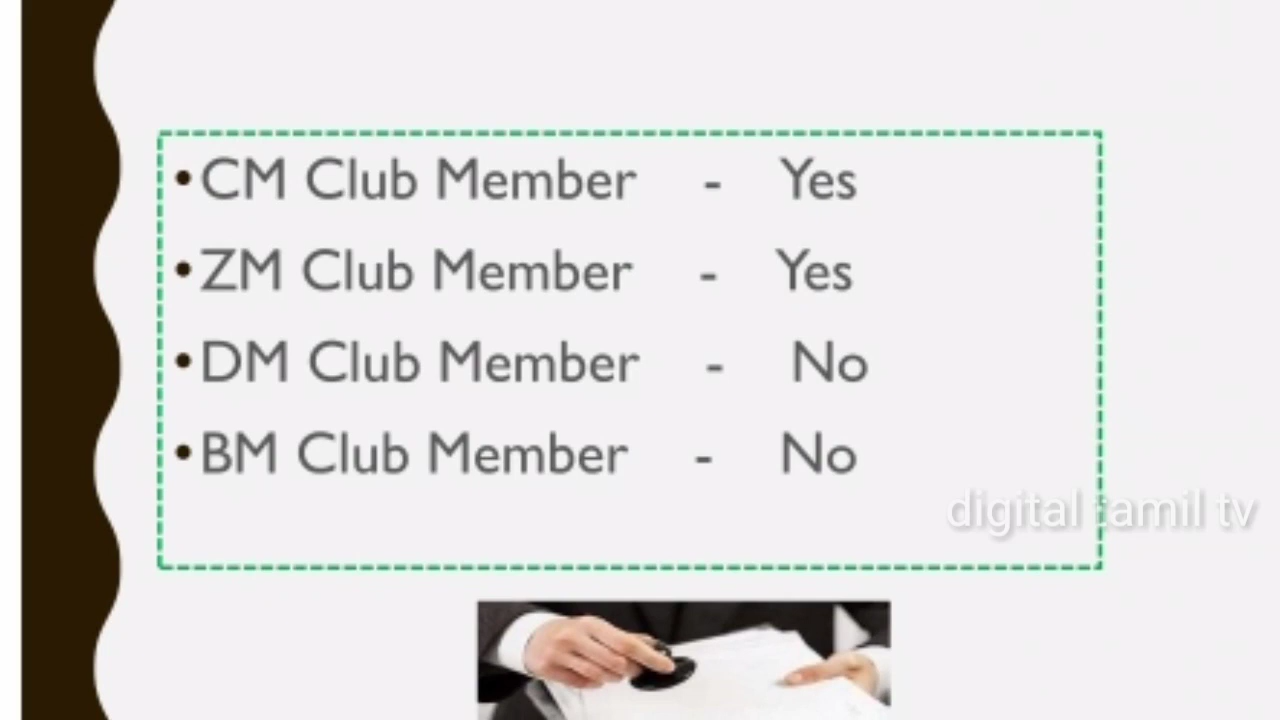 •CM Club Member - Yes
•ZM Club Member - Yes
•DM Club Member - No
•BM Club Member - No
digital tamil tv